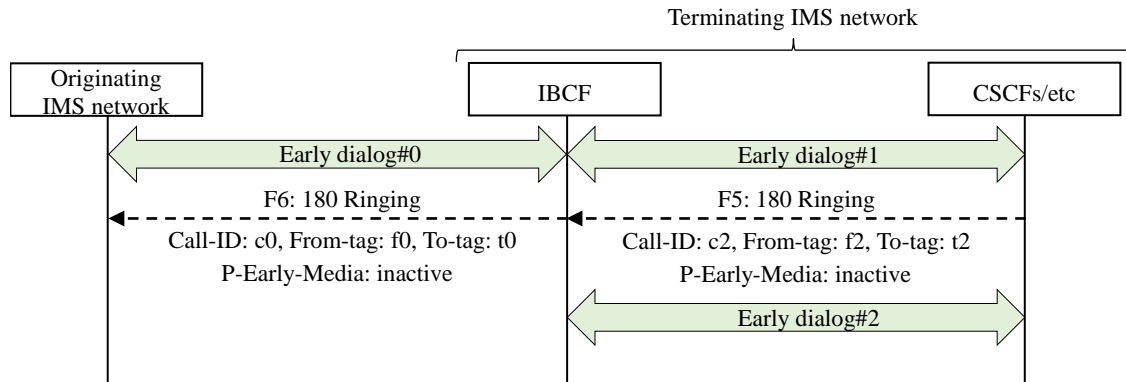 Terminating IMS network
Originating
IMS network
IBCF
CSCFs/etc
Early dialog#0
Early dialog#1
F6: 180 Ringing
F5: 180 Ringing
Call-ID: c0, From-tag: f0, To-tag: t0
Call-ID: c2, From-tag: f2, To-tag: t2
P-Early-Media: inactive
P-Early-Media: inactive
Early dialog#2